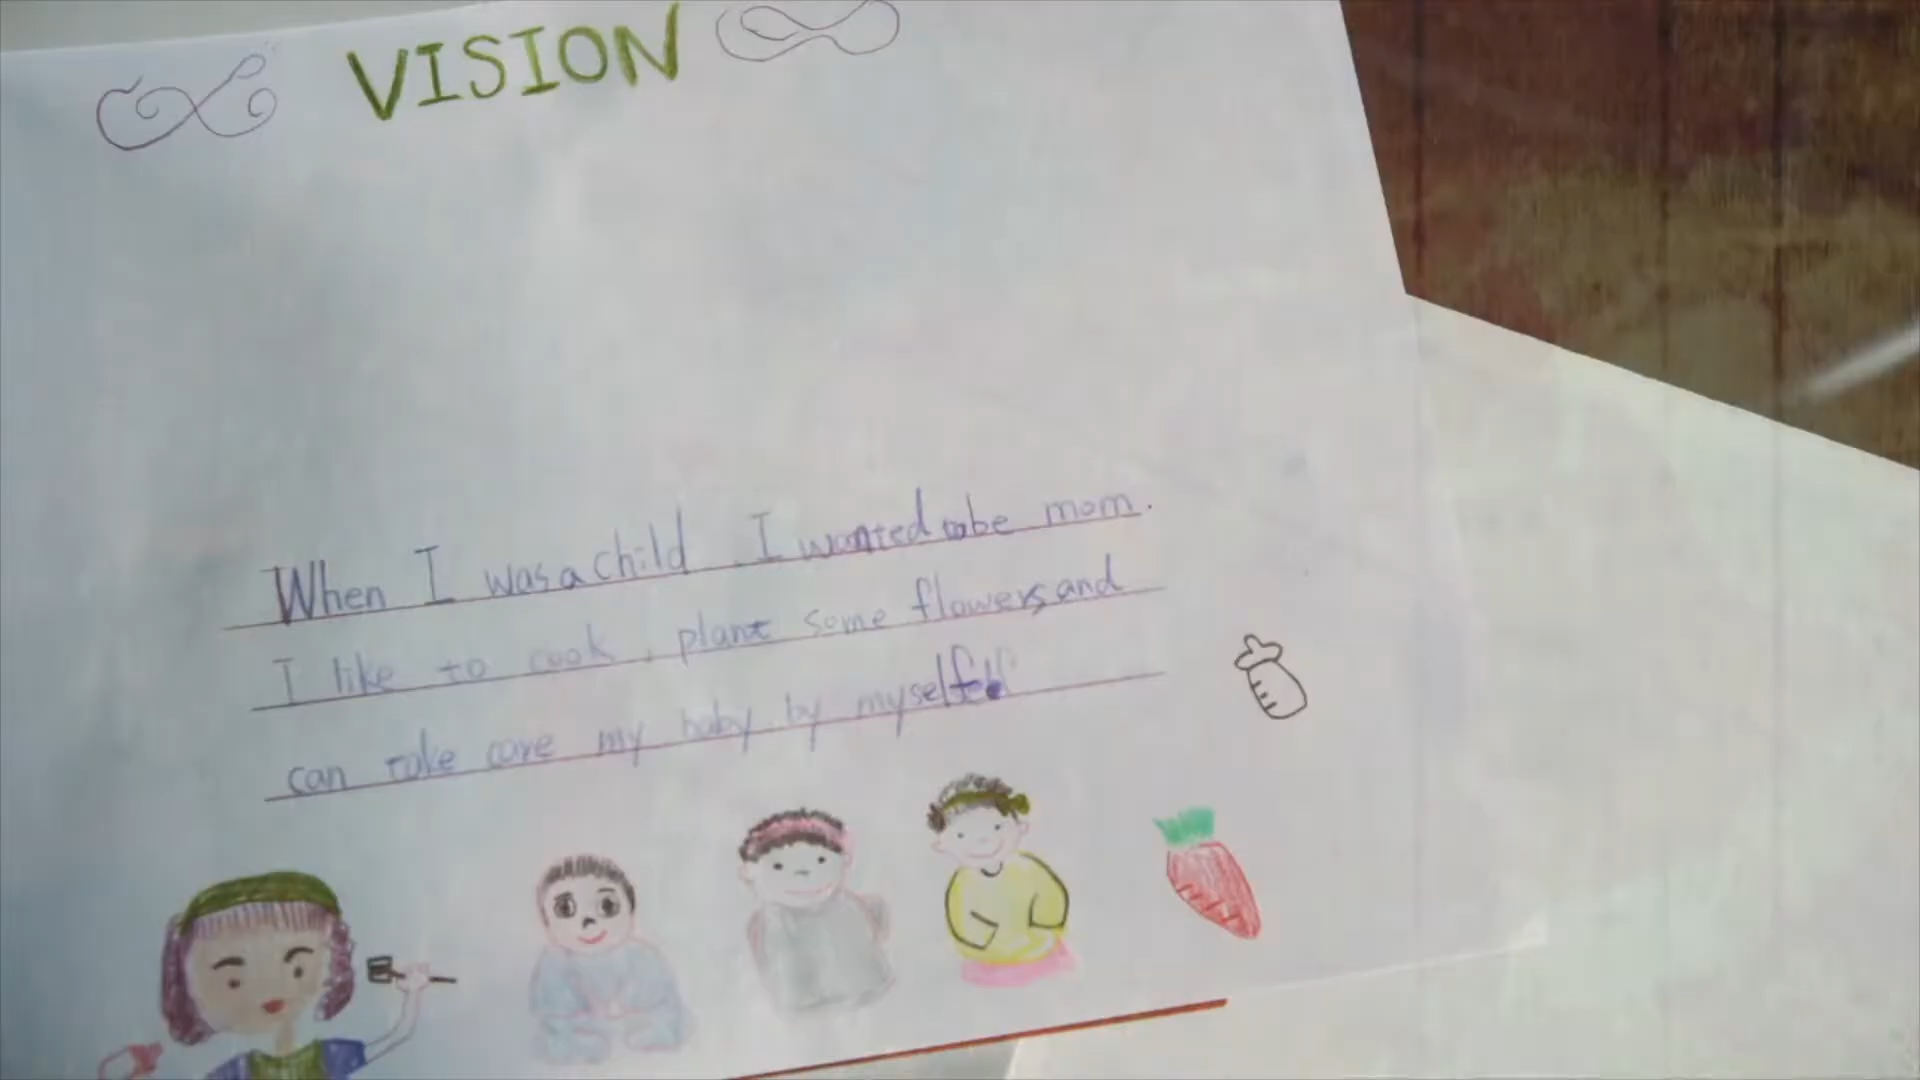 VISION
When I was a child. I wanted to be mom.
I like to cook, plant some flowers, and
can take care my baby by myself